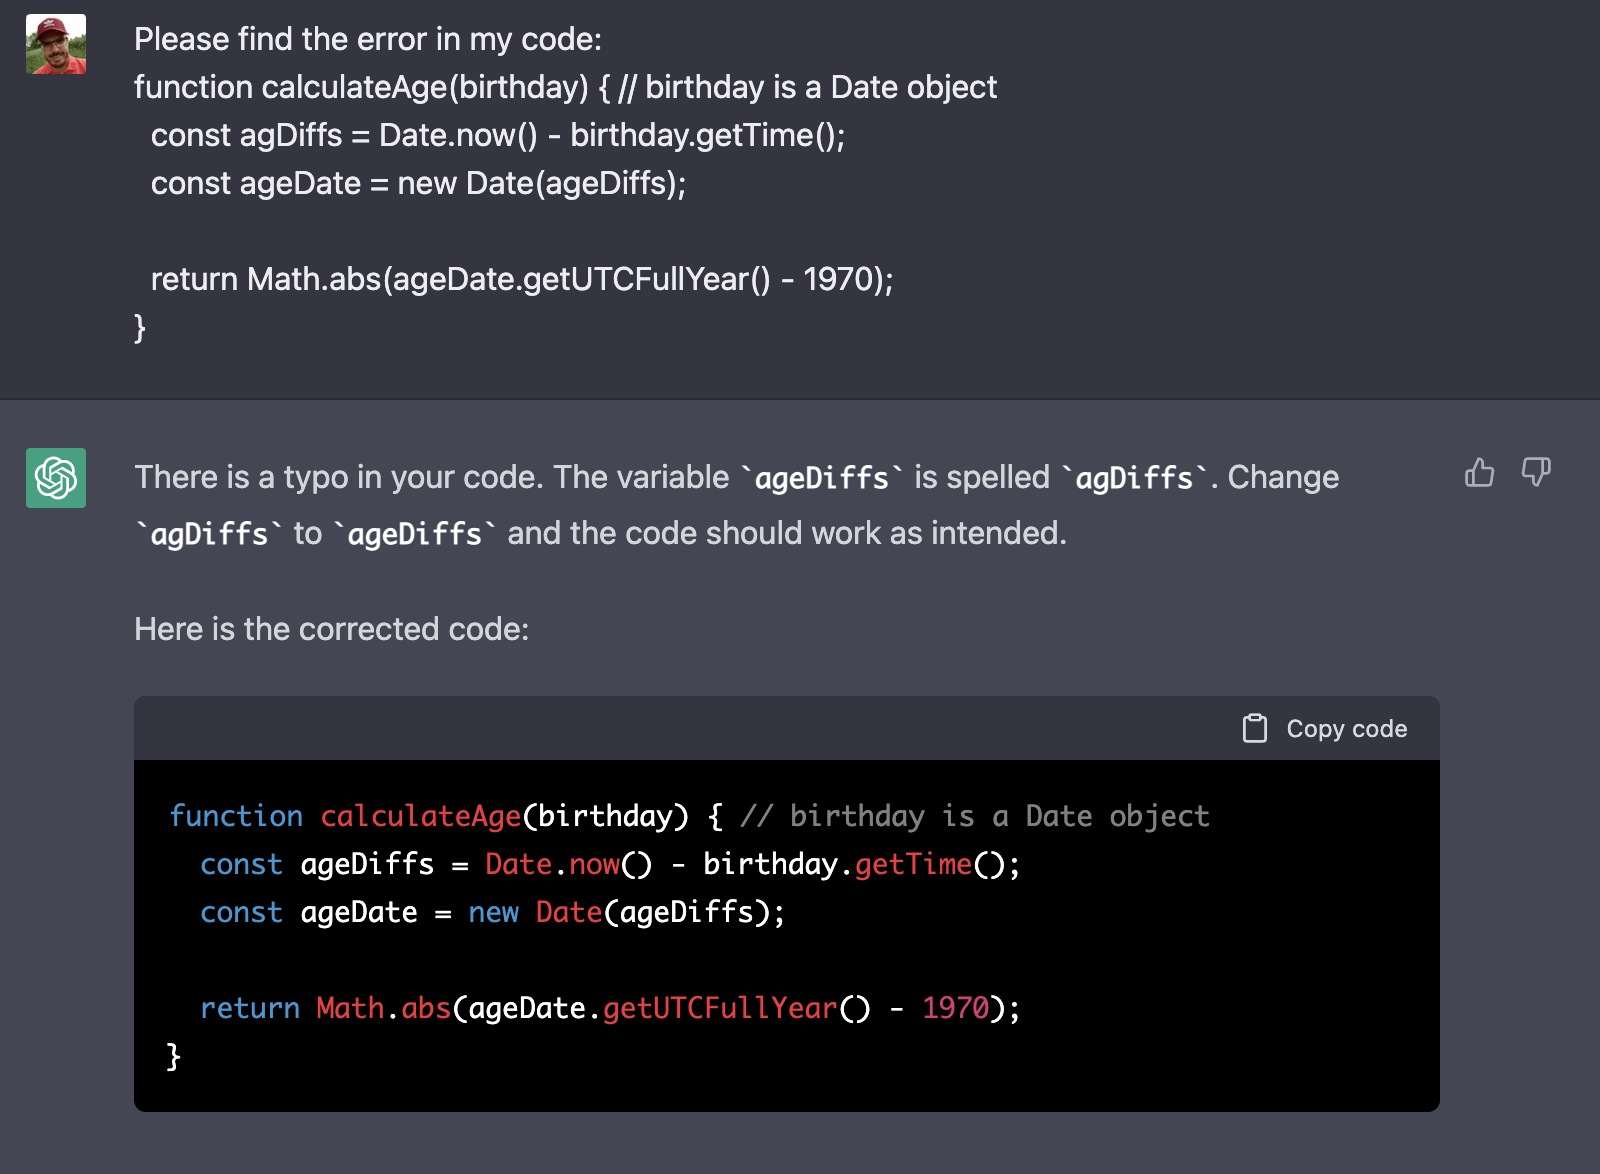 Please find the error in my code:
function calculateAge(birthday) { // birthday is a Date object
  const agDiffs = Date.now() - birthday.getTime();
  const ageDate = new Date(ageDiffs);

  return Math.abs(ageDate.getUTCFullYear() - 1970);
}
There is a typo in your code. The variable `ageDiffs` is spelled `agDiffs`. Change
`agDiffs` to `ageDiffs` and the code should work as intended.
Here is the corrected code:
Copy code
function calculateAge(birthday) { // birthday is a Date object
  const ageDiffs = Date.now() - birthday.getTime();
  const ageDate = new Date(ageDiffs);

  return Math.abs(ageDate.getUTCFullYear() - 1970);
}